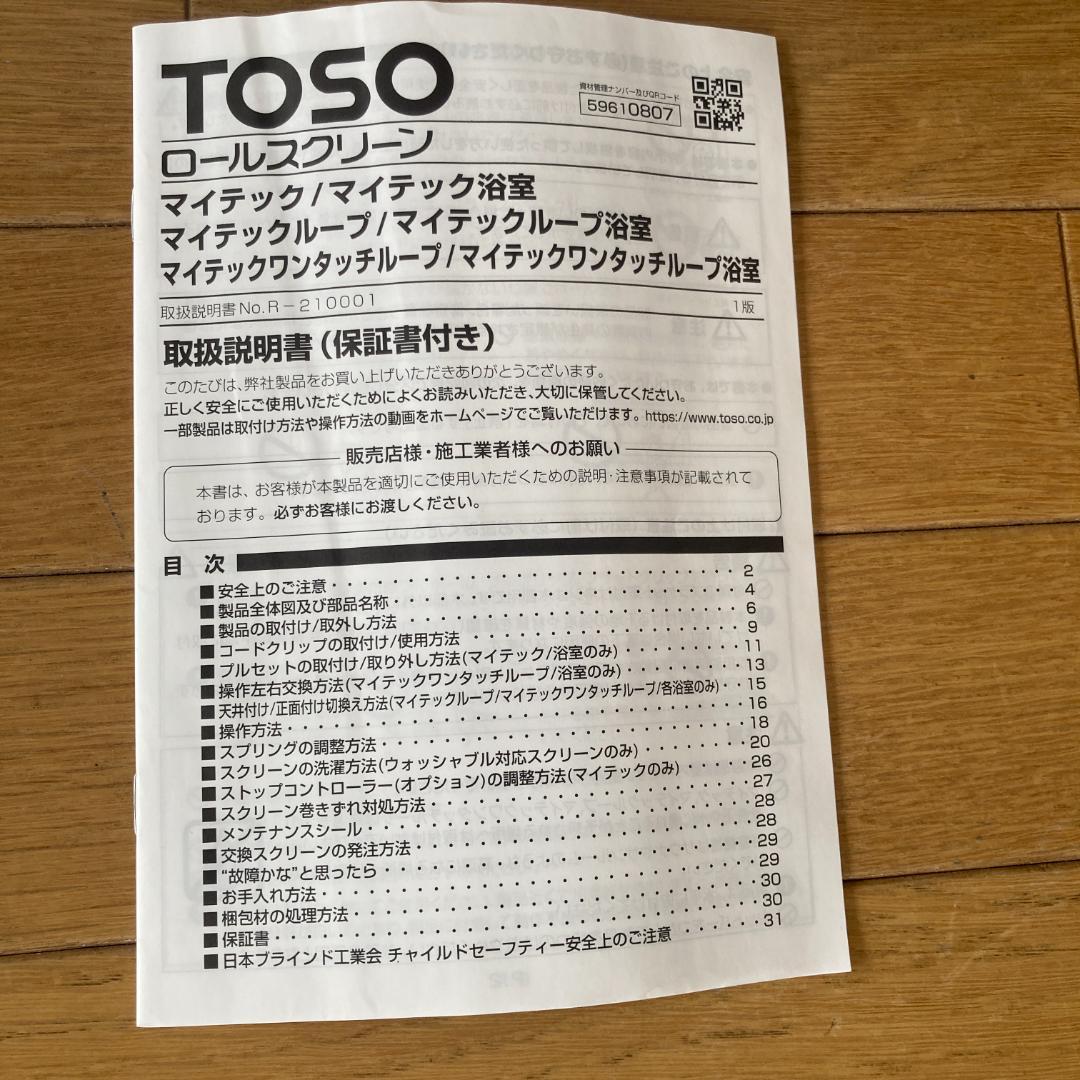 TOSO
資材管理ナンバー及びQRコード
59610807
ロールスクリーン
マイテック/マイテック浴室
マイテックループ/マイテックループ浴室
マイテックワンタッチループ/マイテックワンタッチループ浴室
取扱説明書No.R－210001 1版
取扱説明書(保証書付き)
このたびは、弊社製品をお買い上げいただきありがとうございます。
正しく安全にご使用いただくためによくお読みいただき、大切に保管してください。
一部製品は取付け方法や操作方法の動画をホームページでご覧いただけます。https://www.toso.co.jp
販売店様・施工業者様へのお願い
本書は、お客様が本製品を適切にご使用いただくための説明・注意事項が記載されて
おります。必ずお客様にお渡しください。
目 次
■安全上のご注意・・・・・・・・・・2
■製品全体図及び部品名称・・・・・・・・・・4
■製品の取付け/取外し方法・・・・・・・・・・6
■コードクリップの取付け/使用方法・・・・・・・・・・9
■プルセットの取付け/取り外し方法(マイテック/浴室のみ)・・・・・・・11
■操作左右交換方法(マイテックワンタッチループ/浴室のみ)・・・・・・・13
■天井付け/正面付け切換え方法(マイテックループ/マイテックワンタッチループ/各浴室のみ)・・15
■操作方法・・・・・・・・・・16
■スプリングの調整方法・・・・・・・・・・18
■スクリーンの洗濯方法(ウォッシャブル対応スクリーンのみ)・・・・・・20
■ストップコントローラー(オプション)の調整方法(マイテックのみ)・・・・26
■スクリーン巻きずれ対処方法・・・・・・・・・・27
■メンテナンスシール・・・・・・・・・・28
■交換スクリーンの発注方法・・・・・・・・・・28
■“故障かな”と思ったら・・・・・・・・・・29
■お手入れ方法・・・・・・・・・・29
■梱包材の処理方法・・・・・・・・・・30
■保証書・・・・・・・・・・30
■日本ブラインド工業会 チャイルドセーフティー安全上のご注意・・・・・・31